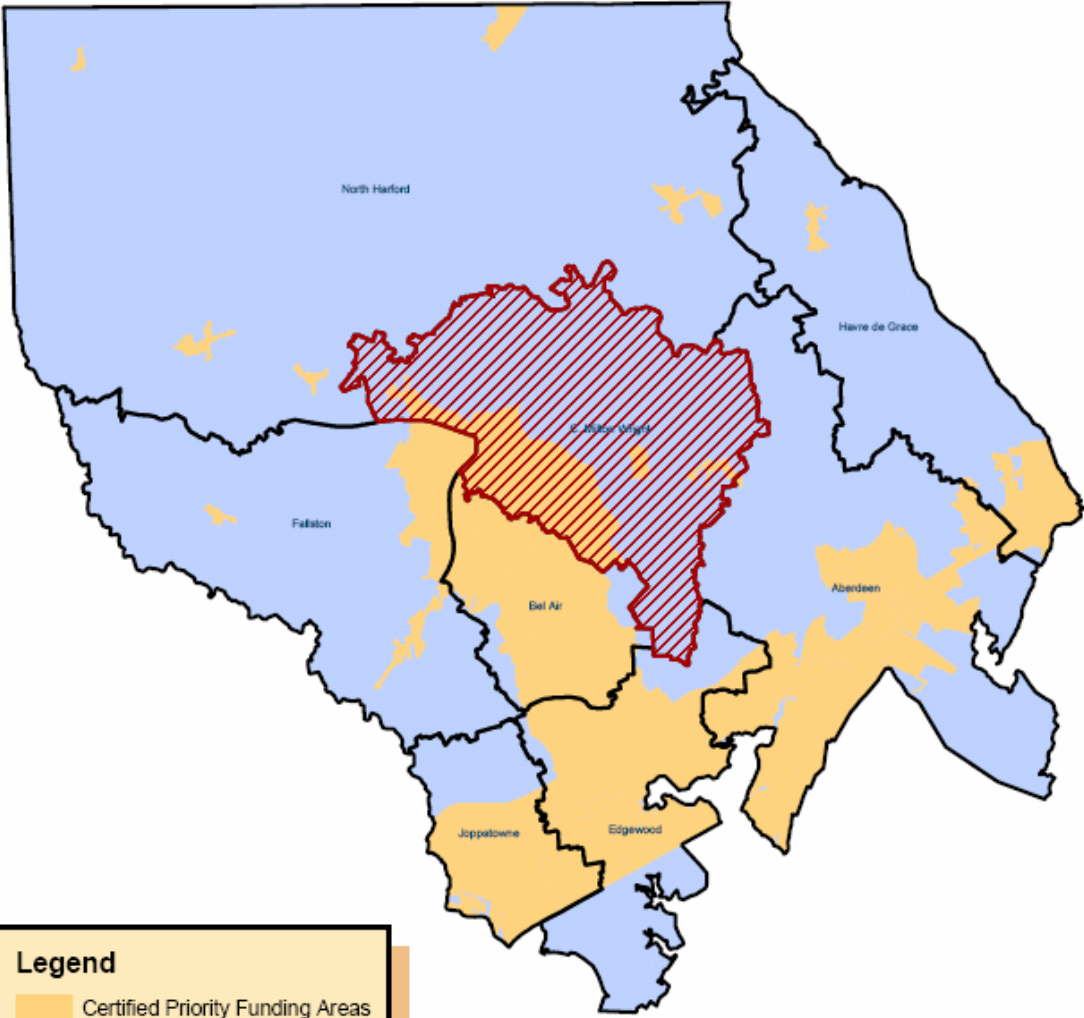 North Harford
Havre de Grace
C. Milton Wright
Fallston
Aberdeen
Bel Air
Joppatowne
Edgewood
Legend
Certified Priority Funding Areas